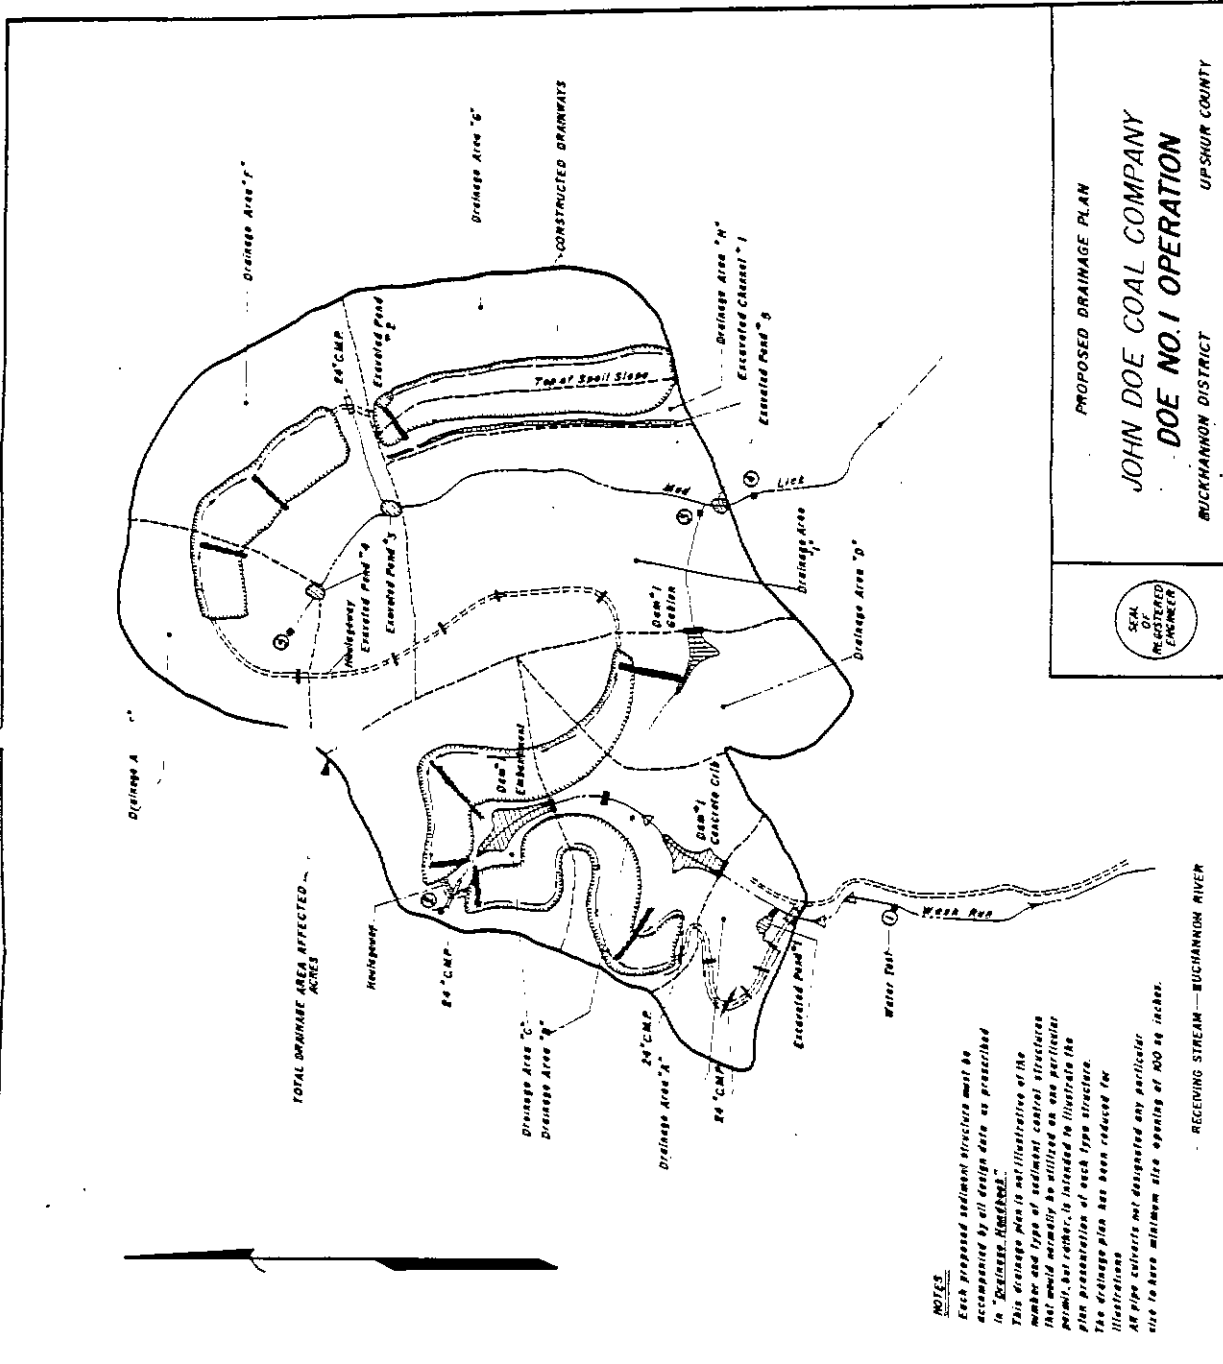 PROPOSED DRAINAGE PLAN
JOHN DOE COAL COMPANY
DOE NO. 1 OPERATION
BUCKHANNON DISTRICT
UPSHUR COUNTY
SEAL
OF
REGISTERED
ENGINEER
Drainage Area "F"
Drainage Area "G"
CONSTRUCTED DRAINWAYS
24" C.M.P.
Excavated Pond
#2
Top of Spoil Slope
Drainage Area "H"
Excavated Channel #1
Excavated Pond #5
Mud
Lick
4
3
Haulageway
Excavated Pond #4
Excavated Pond #3
Dam #1
Gabion
Drainage Area
"I"
Drainage Area "D"
Drainage A
Dam #1
Embankment
Dam #1
Concrete Crib
TOTAL DRAINAGE AREA AFFECTED —
ACRES
Haulageway
24" C.M.P.
Drainage Area "C"
Drainage Area "B"
24" C.M.P.
Drainage Area "A"
24" C.M.P.
Excavated Pond #1
Water Test
1
Wash Run
RECEIVING STREAM — BUCHANNON RIVER
NOTES
Each proposed sediment structure must be
accompanied by all design data as prescribed
in "Drainage Handbook."
This drainage plan is not illustrative of the
number and type of sediment control structures
that would normally be utilized on one particular
permit, but rather, is intended to illustrate the
plan presentation of each type structure.
The drainage plan has been reduced for
illustrations
All pipe culverts not designated any particular
size to have minimum size opening of 100 sq inches.